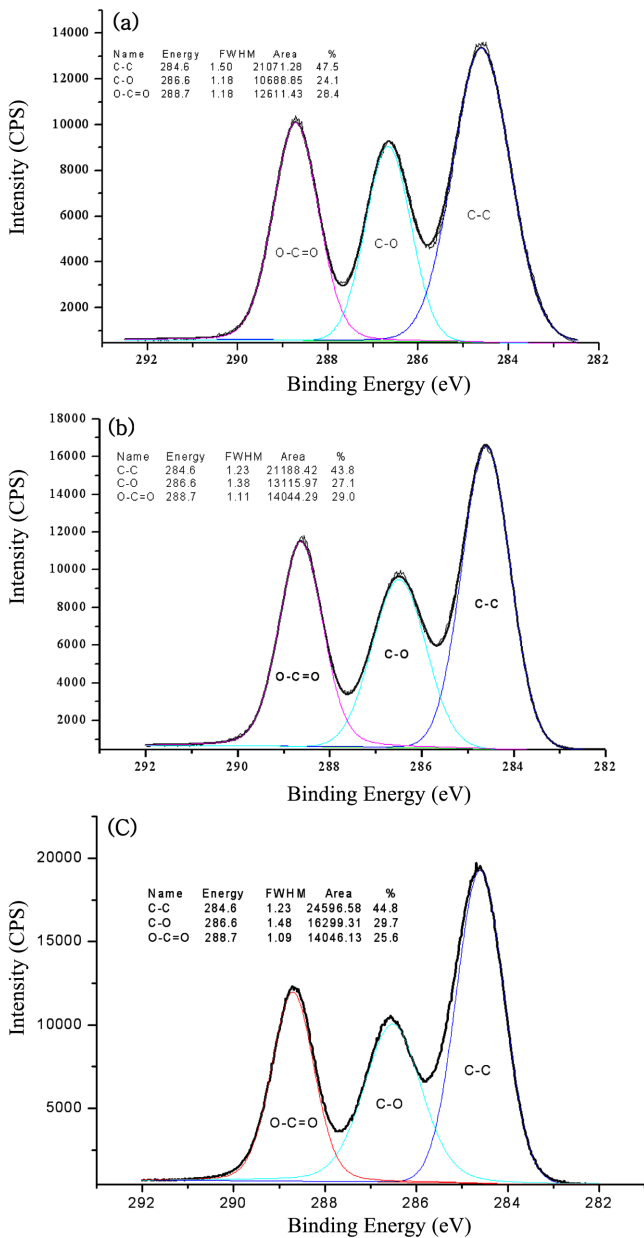 (a)
14000
Name Energy FWHM Area %
C-C 284.6 1.50 21071.28 47.5
C-O 286.6 1.18 10688.85 24.1
O-C=O 288.7 1.18 12611.43 28.4
12000
10000
8000
6000
4000
2000
Intensity (CPS)
O-C=O
C-O
C-C
292 290 288 286 284 282
Binding Energy (eV)
(b)
18000
Name Energy FWHM Area %
C-C 284.6 1.23 21188.42 43.8
C-O 286.6 1.38 13115.97 27.1
O-C=O 288.7 1.11 14044.29 29.0
16000
14000
12000
10000
8000
6000
4000
2000
Intensity (CPS)
O-C=O
C-O
C-C
292 290 288 286 284 282
Binding Energy (eV)
(C)
20000
Name Energy FWHM Area %
C-C 284.6 1.23 24596.58 44.8
C-O 286.6 1.48 16299.31 29.7
O-C=O 288.7 1.09 14046.13 25.6
15000
10000
5000
Intensity (CPS)
O-C=O
C-O
C-C
292 290 288 286 284 282
Binding Energy (eV)